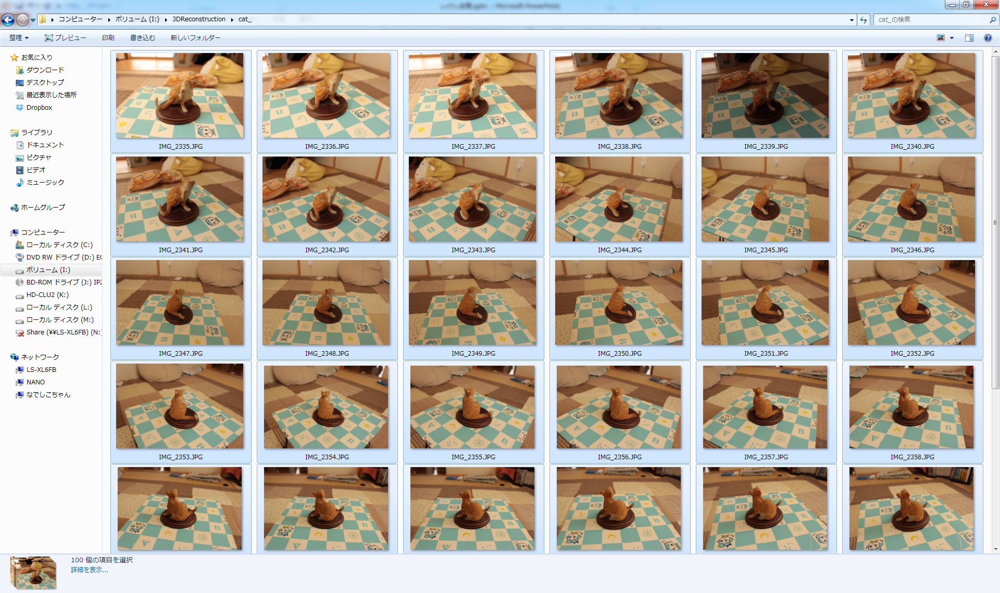 コンピューター ▸ ボリューム (I:) ▸ 3DReconstruction ▸ cat_
cat_の検索
整理 プレビュー 印刷 書き込む 新しいフォルダー
お気に入り
ダウンロード
デスクトップ
最近表示した場所
Dropbox
ライブラリ
ドキュメント
ピクチャ
ビデオ
ミュージック
ホームグループ
コンピューター
ローカル ディスク (C:)
DVD RW ドライブ (D:) EO
ボリューム (I:)
BD-ROM ドライブ (J:) IPZ
HD-CLU2 (K:)
ローカル ディスク (L:)
ローカル ディスク (M:)
Share (¥¥LS-XL6FB) (N:)
ネットワーク
LS-XL6FB
NANO
なでしこちゃん
IMG_2335.JPG IMG_2336.JPG IMG_2337.JPG IMG_2338.JPG IMG_2339.JPG IMG_2340.JPG
IMG_2341.JPG IMG_2342.JPG IMG_2343.JPG IMG_2344.JPG IMG_2345.JPG IMG_2346.JPG
IMG_2347.JPG IMG_2348.JPG IMG_2349.JPG IMG_2350.JPG IMG_2351.JPG IMG_2352.JPG
IMG_2353.JPG IMG_2354.JPG IMG_2355.JPG IMG_2356.JPG IMG_2357.JPG IMG_2358.JPG
100 個の項目を選択
詳細を表示...